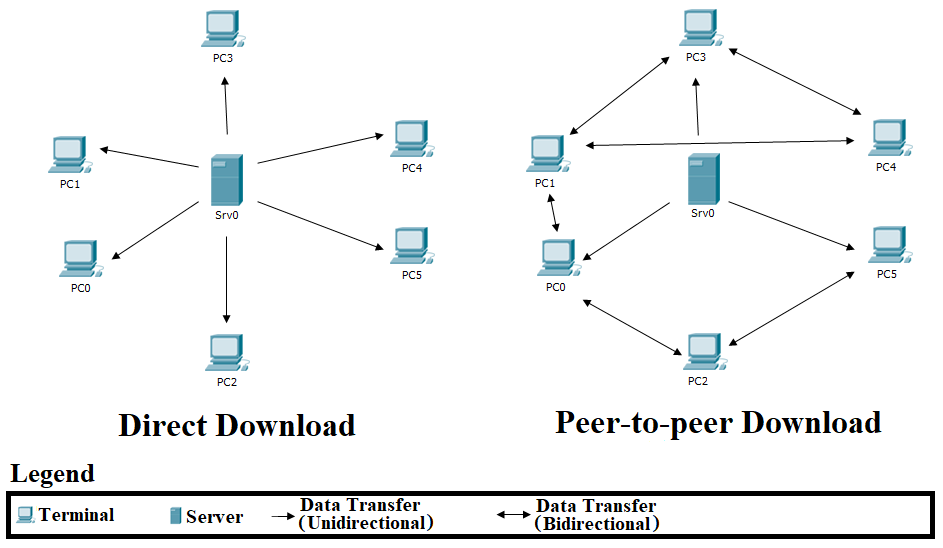 PC3
PC1
PC4
Srv0
PC0
PC5
PC2
Direct Download
PC3
PC1
PC4
Srv0
PC0
PC5
PC2
Peer-to-peer Download
Legend
Terminal
Server
Data Transfer
(Unidirectional)
Data Transfer
(Bidirectional)